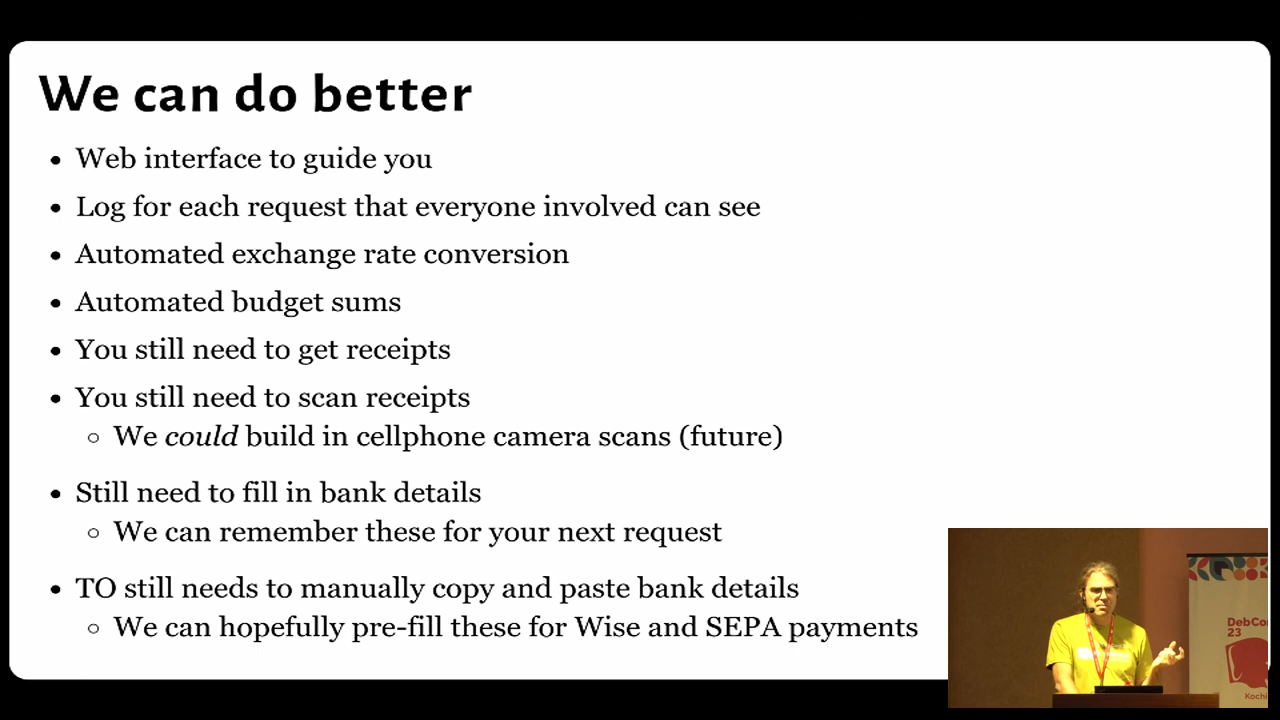 We can do better
• Web interface to guide you
• Log for each request that everyone involved can see
• Automated exchange rate conversion
• Automated budget sums
• You still need to get receipts
• You still need to scan receipts
○ We could build in cellphone camera scans (future)
• Still need to fill in bank details
○ We can remember these for your next request
• TO still needs to manually copy and paste bank details
○ We can hopefully pre-fill these for Wise and SEPA payments
23
Kochi